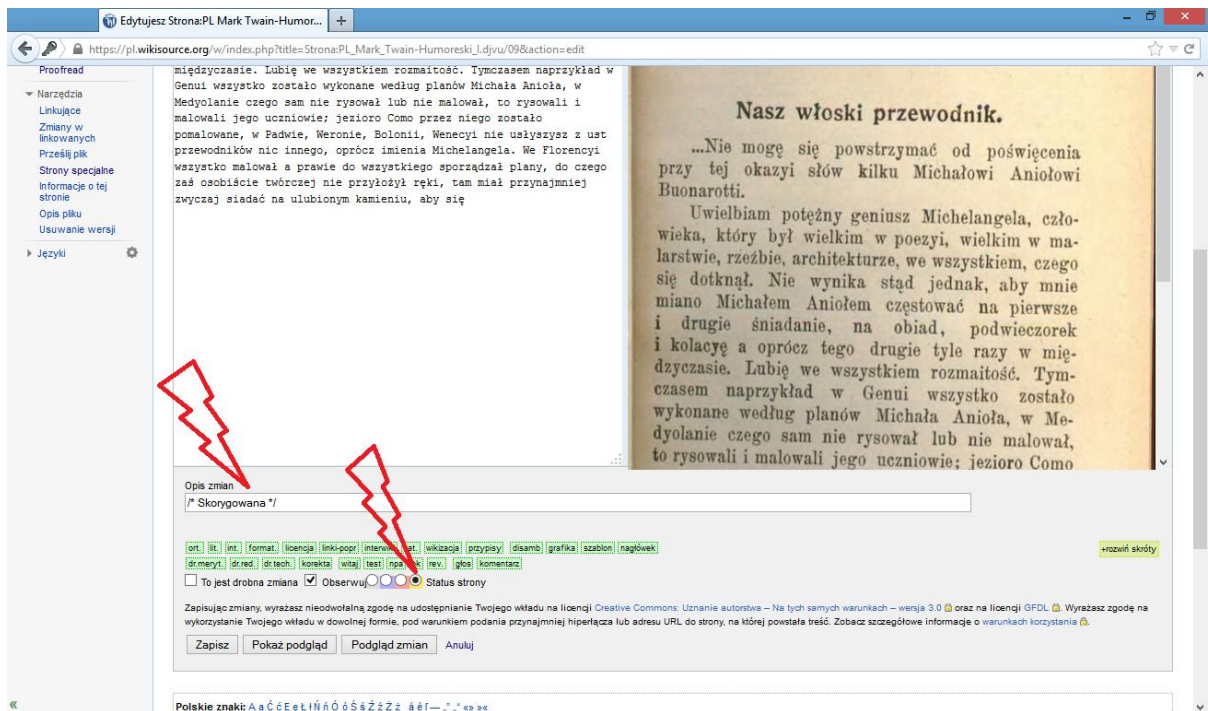 Edytujesz Strona:PL Mark Twain-Humor...
https://pl.wikisource.org/w/index.php?title=Strona:PL_Mark_Twain-Humoreski_I.djvu/09&action=edit
Proofread
Narzędzia
Linkujące
Zmiany w
linkowanych
Prześlij plik
Strony specjalne
Informacje o tej
stronie
Opis pliku
Usuwanie wersji
Języki
międzyczasie. Lubię we wszystkiem rozmaitość. Tymczasem naprzykład w
Genui wszystko zostało wykonane według planów Michała Anioła, w
Medyolanie czego sam nie rysował lub nie malował, to rysowali i
malowali jego uczniowie; jezioro Como przez niego zostało
pomalowane, w Padwie, Weronie, Bolonii, Wenecyi nie usłyszysz z ust
przewodników nic innego, oprócz imienia Michelangela. We Florencyi
wszystko malował a prawie do wszystkiego sporządzał plany, do czego
zaś osobiście twórczej nie przyłożył ręki, tam miał przynajmniej
zwyczaj siadać na ulubionym kamieniu, aby się
Nasz włoski przewodnik.
...Nie mogę się powstrzymać od poświęcenia
przy tej okazyi słów kilku Michałowi Aniołowi
Buonarotti.
Uwielbiam potężny geniusz Michelangela, czło-
wieka, który był wielkim w poezyi, wielkim w ma-
larstwie, rzeźbie, architekturze, we wszystkiem, czego
się dotknął. Nie wynika stąd jednak, aby mnie
miano Michałem Aniołem częstować na pierwsze
i drugie śniadanie, na obiad, podwieczorek
i kolacyę a oprócz tego drugie tyle razy w mię-
dzyczasie. Lubię we wszystkiem rozmaitość. Tym-
czasem naprzykład w Genui wszystko zostało
wykonane według planów Michała Anioła, w Me-
dyolanie czego sam nie rysował lub nie malował,
to rysowali i malowali jego uczniowie; jezioro Como
Opis zmian
/* Skorygowana */
ort. lit. int. format. licencja linki-popr interwiki wikizacja przypisy disamb grafika szablon nagłówek
+rozwiń skróty
dr.meryt. dr.red. dr.tech. korekta witaj test npa rev. głos komentarz
To jest drobna zmiana Obserwuj Status strony
Zapisując zmiany, wyrażasz nieodwołalną zgodę na udostępnianie Twojego wkładu na licencji Creative Commons: Uznanie autorstwa – Na tych samych warunkach – wersja 3.0 oraz na licencji GFDL. Wyrażasz zgodę na
wykorzystanie Twojego wkładu w dowolnej formie, pod warunkiem podania przynajmniej hiperłącza lub adresu URL do strony, na której powstała treść. Zobacz szczegółowe informacje o warunkach korzystania.
Zapisz Pokaż podgląd Podgląd zmian Anuluj
Polskie znaki: Ą ą Ć ć Ę ę Ł ł Ń ń Ó ó Ś ś Ź ź Ż ż